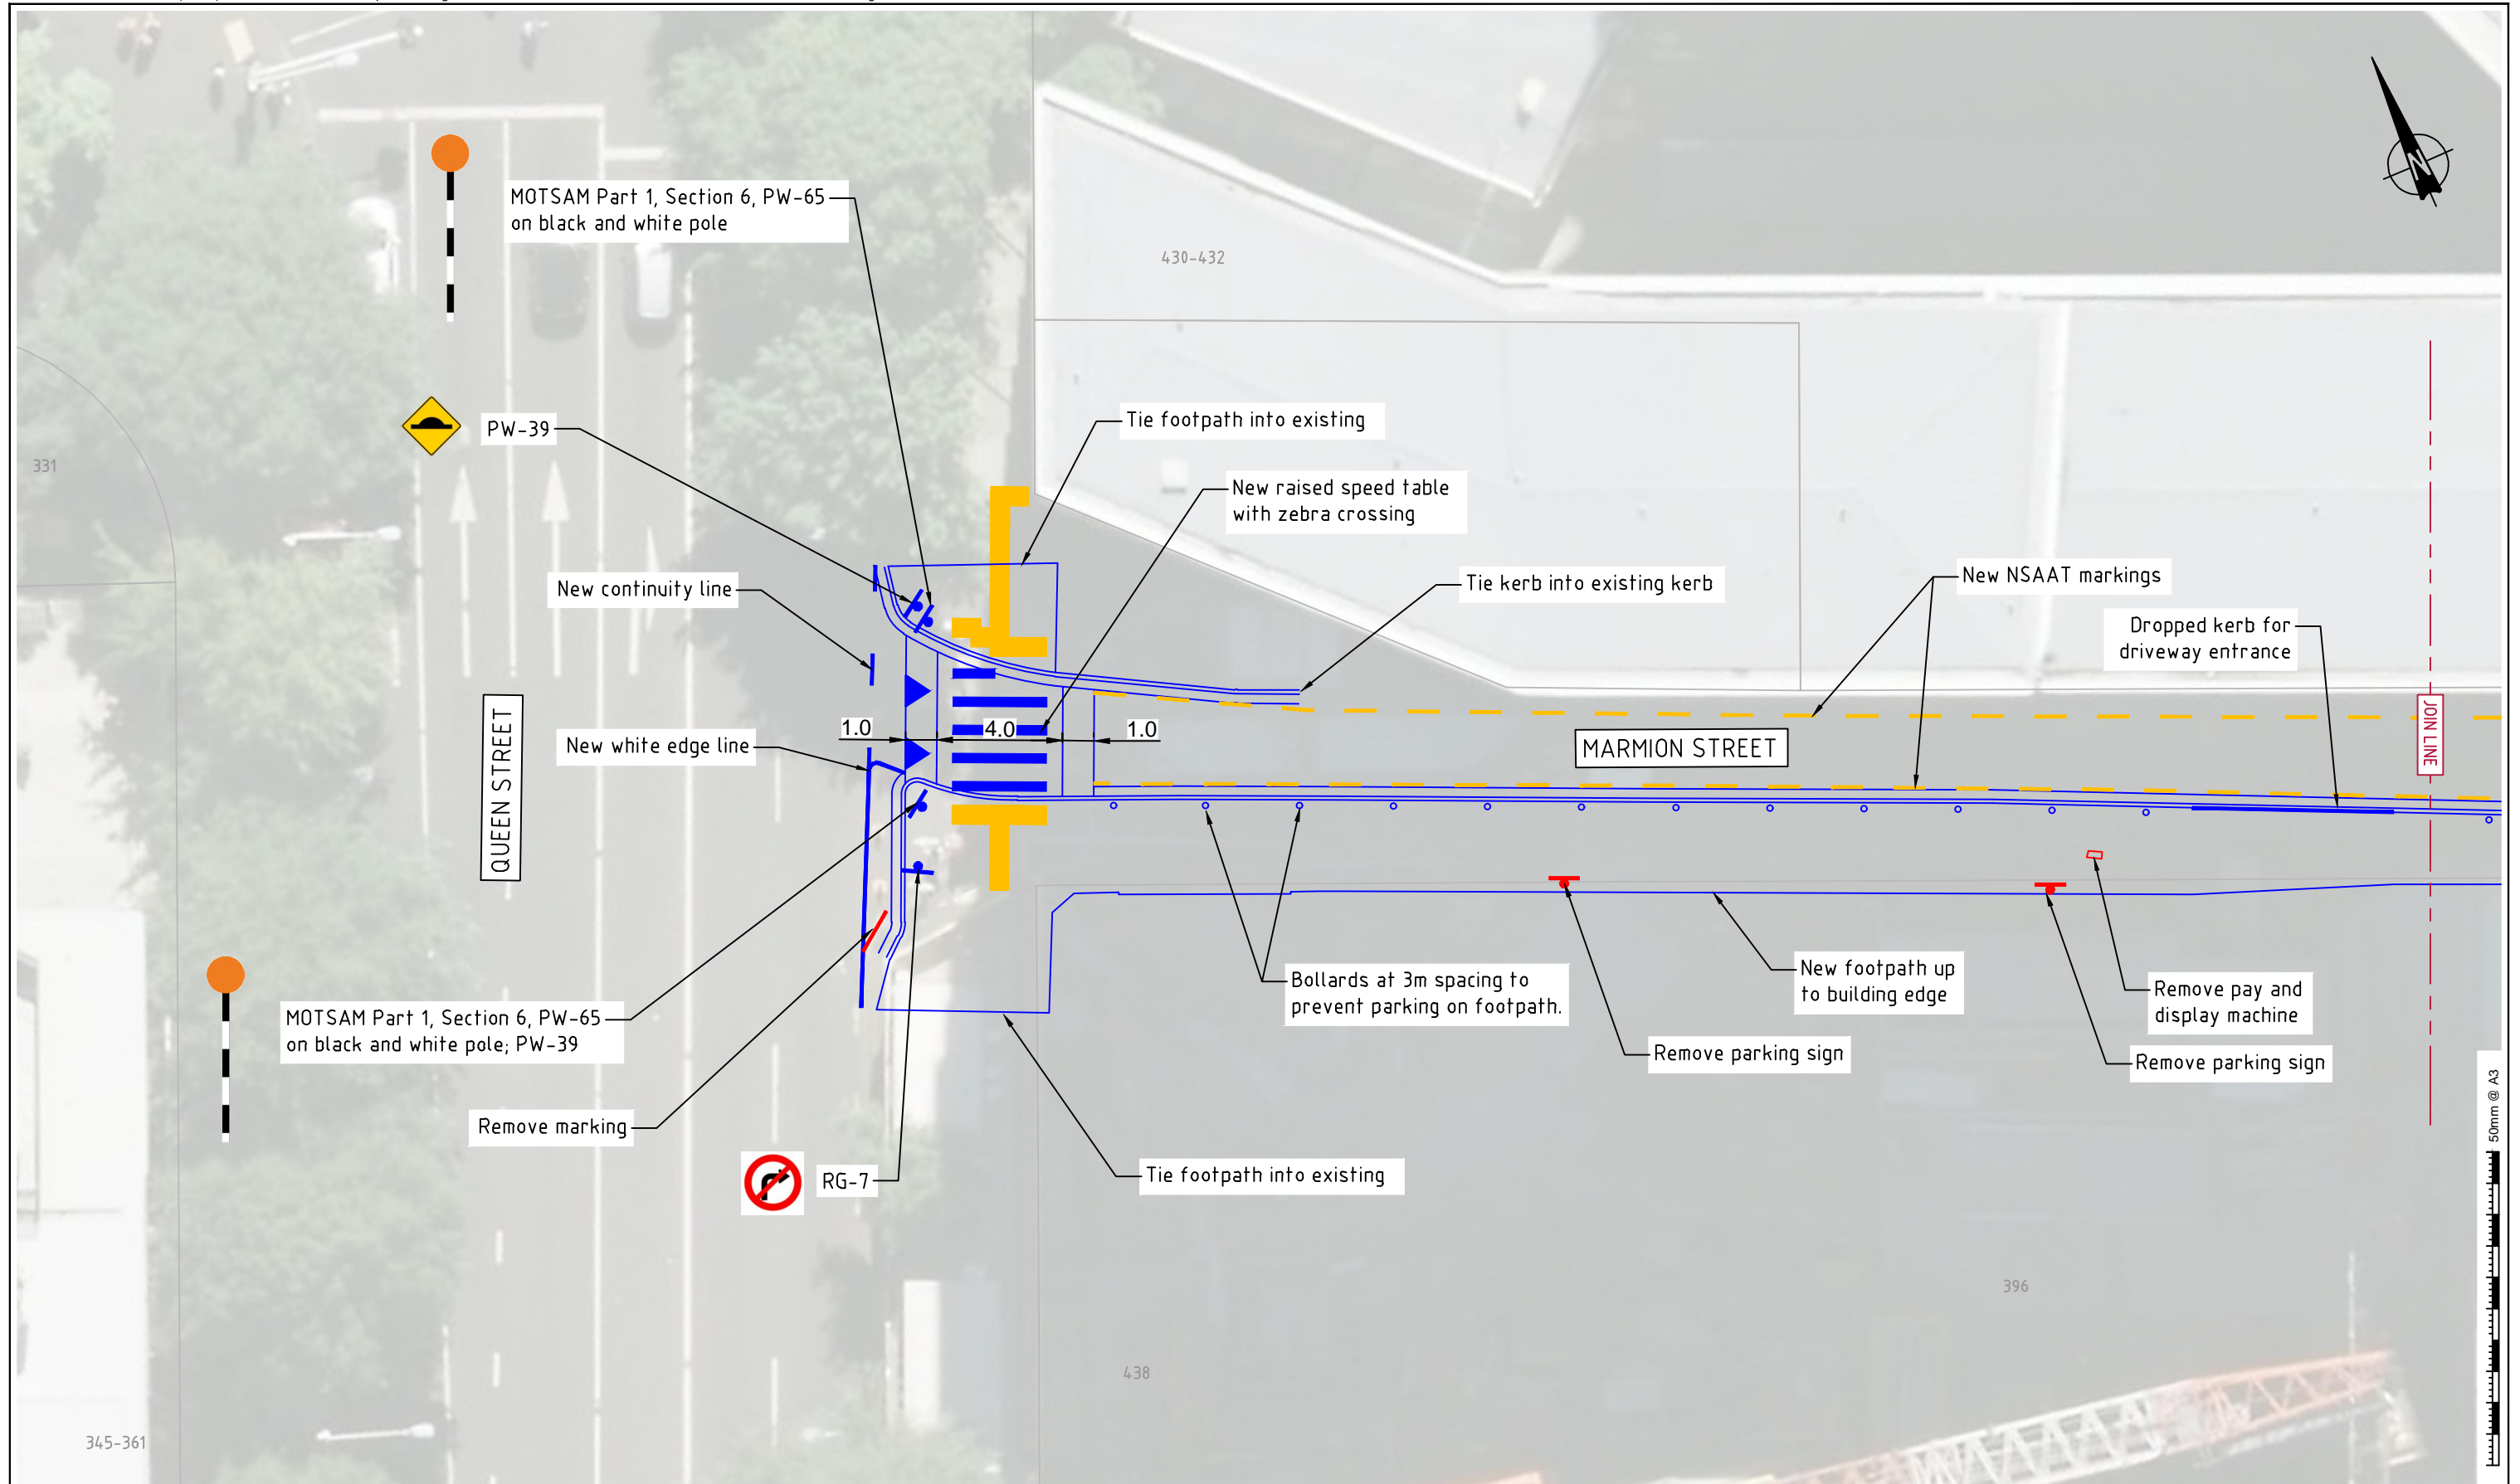 MOTSAM Part 1, Section 6, PW-65
on black and white pole
430-432
N
PW-39
Tie footpath into existing
331
New raised speed table
with zebra crossing
New continuity line
Tie kerb into existing kerb
New NSAAT markings
Dropped kerb for
driveway entrance
QUEEN STREET
New white edge line
1.0
4.0
1.0
MARMION STREET
JOIN LINE
MOTSAM Part 1, Section 6, PW-65
on black and white pole; PW-39
Bollards at 3m spacing to
prevent parking on footpath.
New footpath up
to building edge
Remove pay and
display machine
Remove parking sign
Remove parking sign
Remove marking
RG-7
Tie footpath into existing
50mm @ A3
396
438
345-361